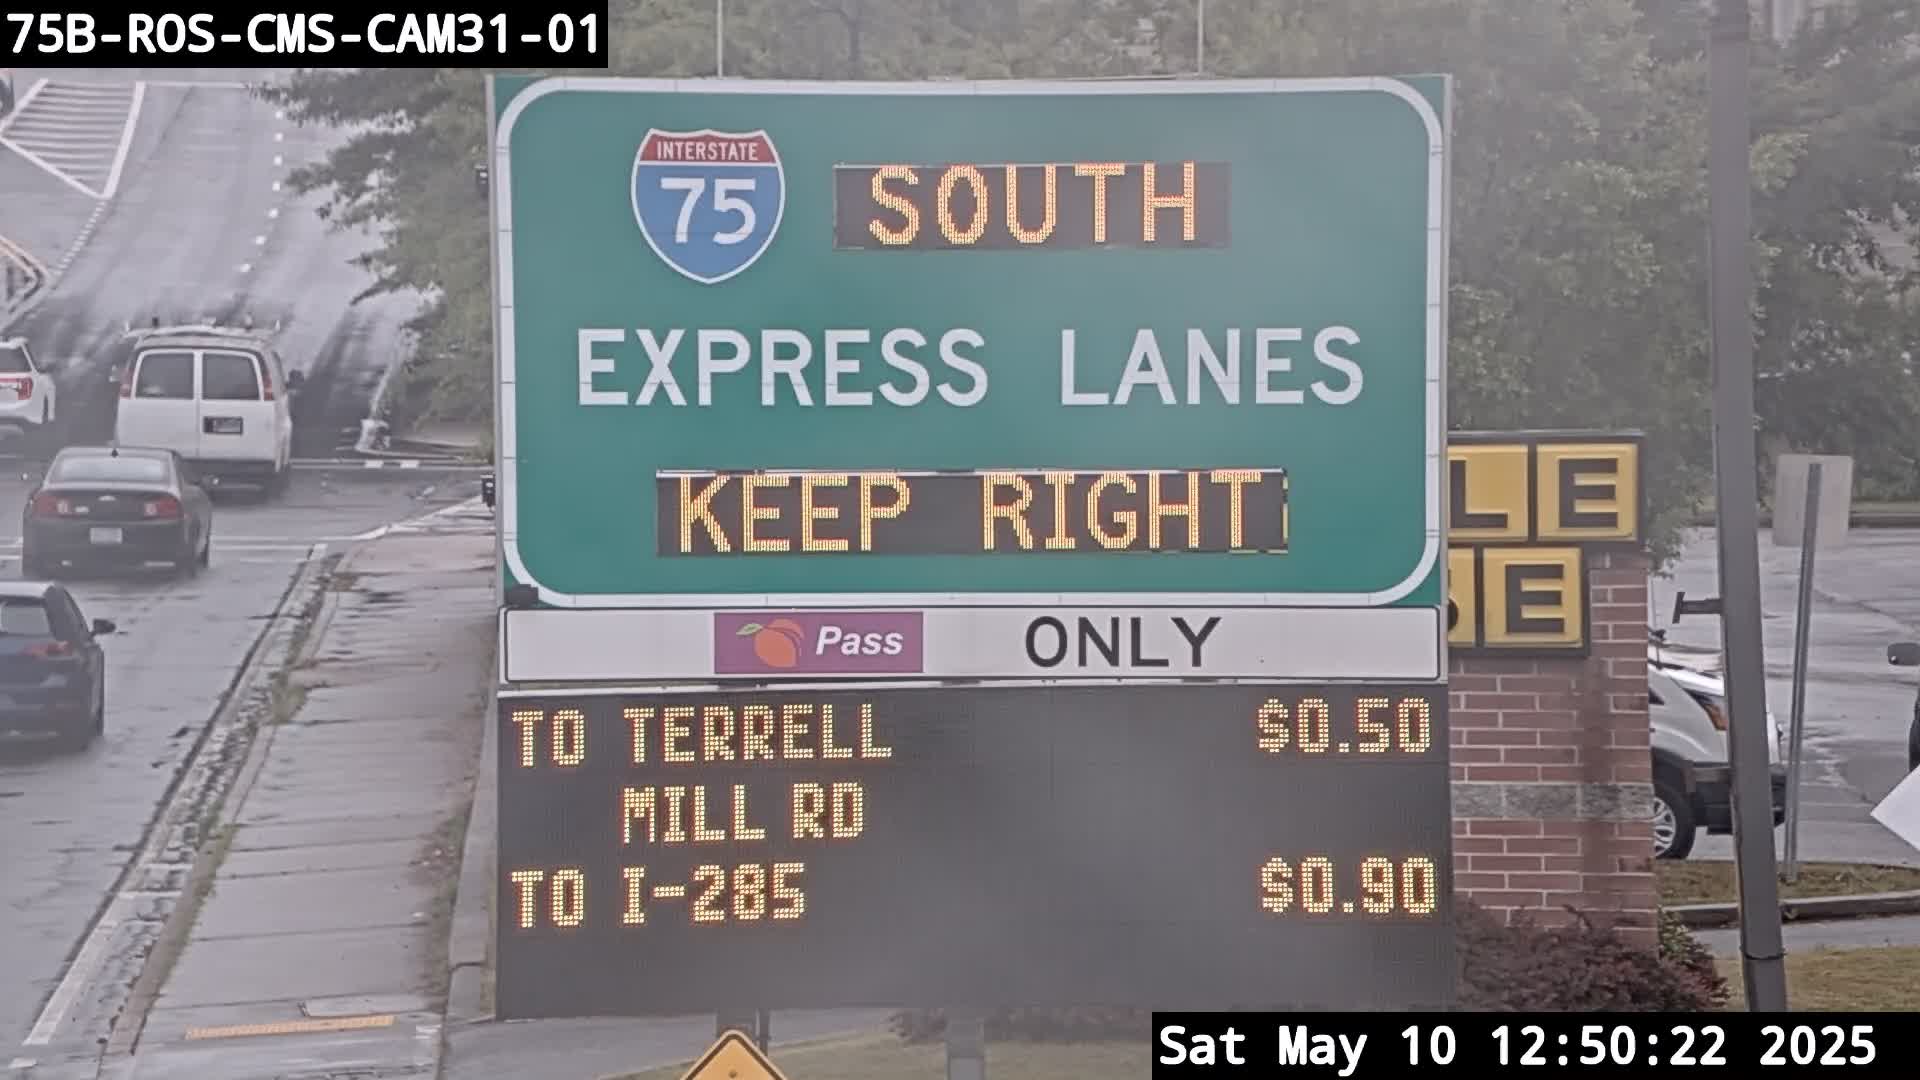 75B-ROS-CMS-CAM31-01
INTERSTATE
75
SOUTH
EXPRESS LANES
KEEP RIGHT
LE
E
Pass
ONLY
TO TERRELL $0.50
MILL RD
TO I-285 $0.90
Sat May 10 12:50:22 2025